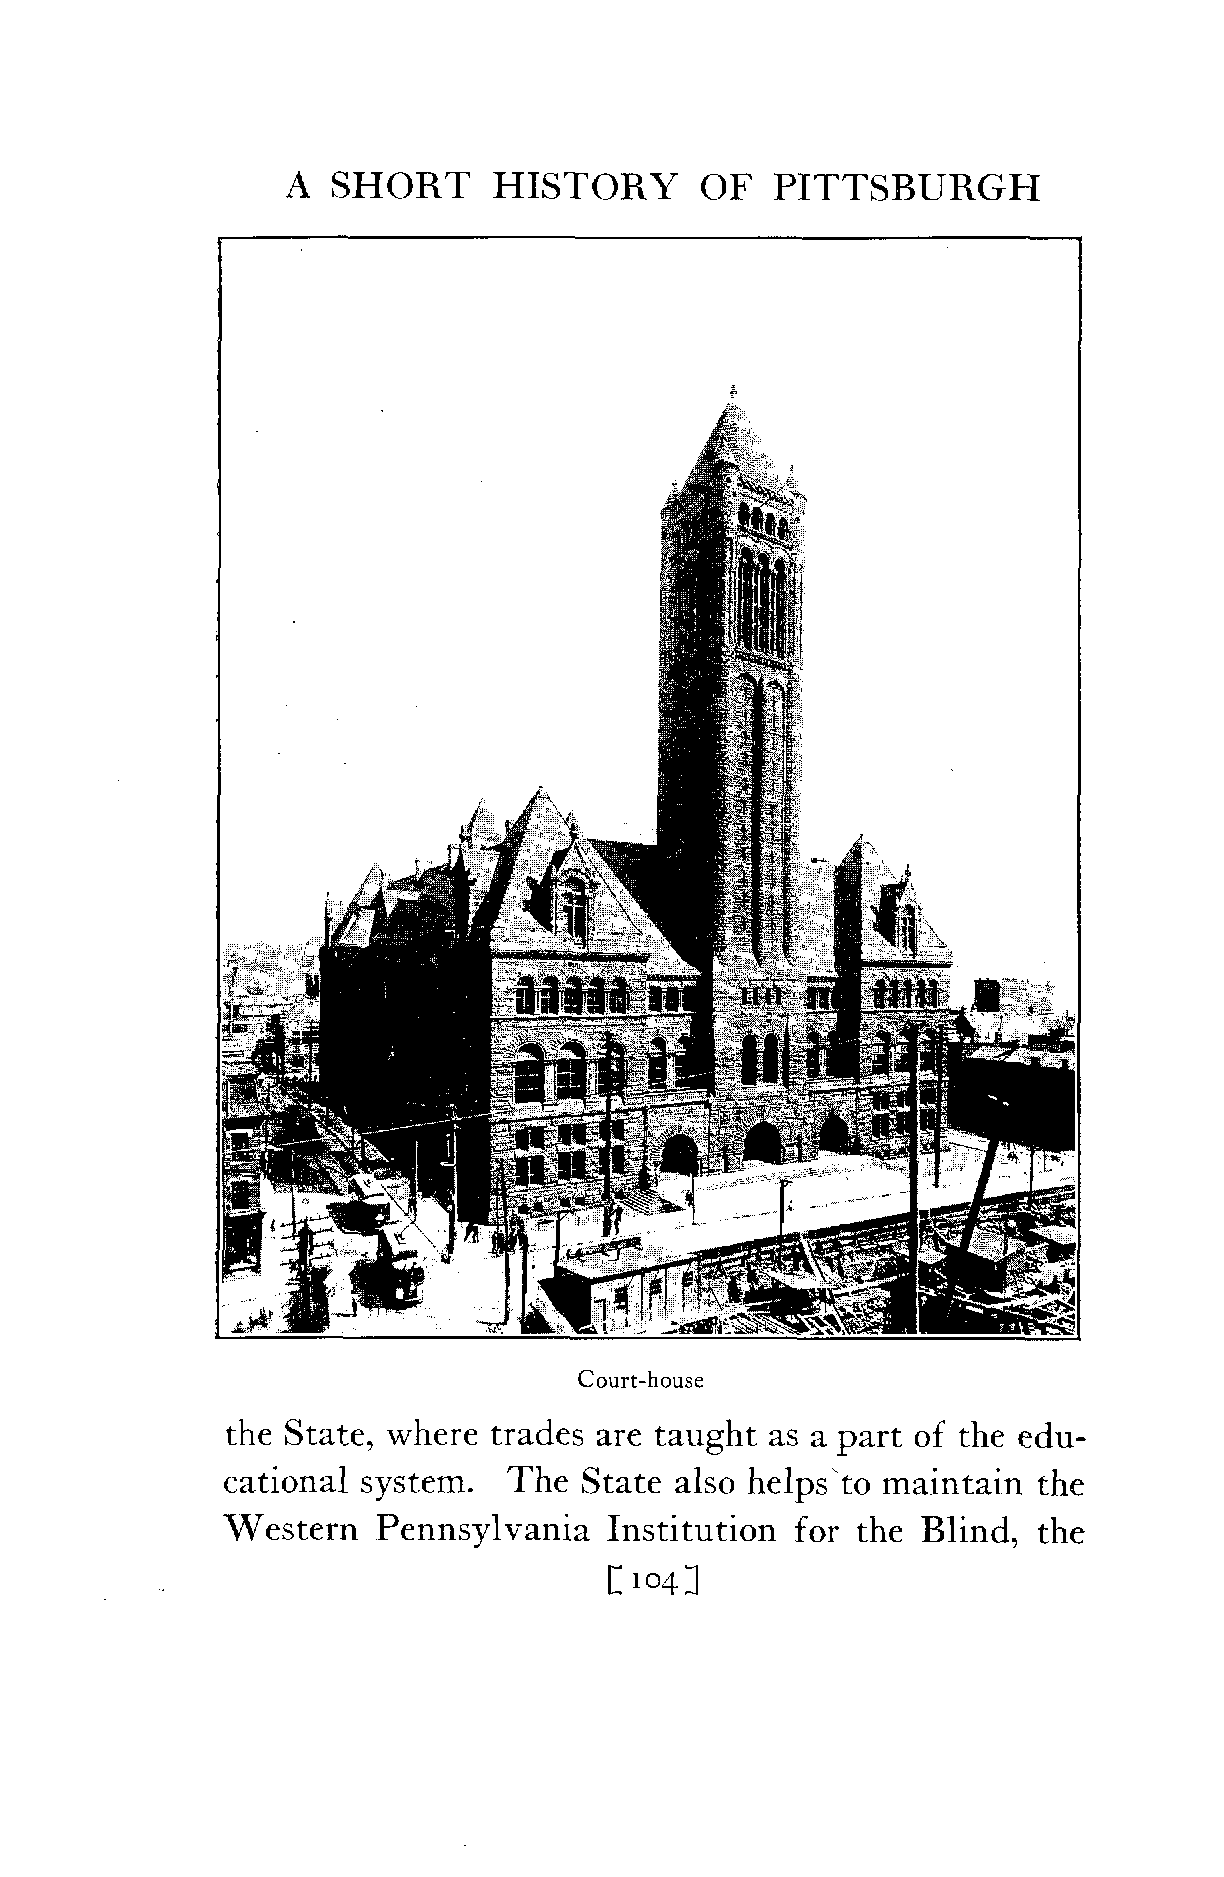 A SHORT HISTORY OF PITTSBURGH
Court-house
the State, where trades are taught as a part of the edu-
cational system. The State also helps to maintain the
Western Pennsylvania Institution for the Blind, the
[104]